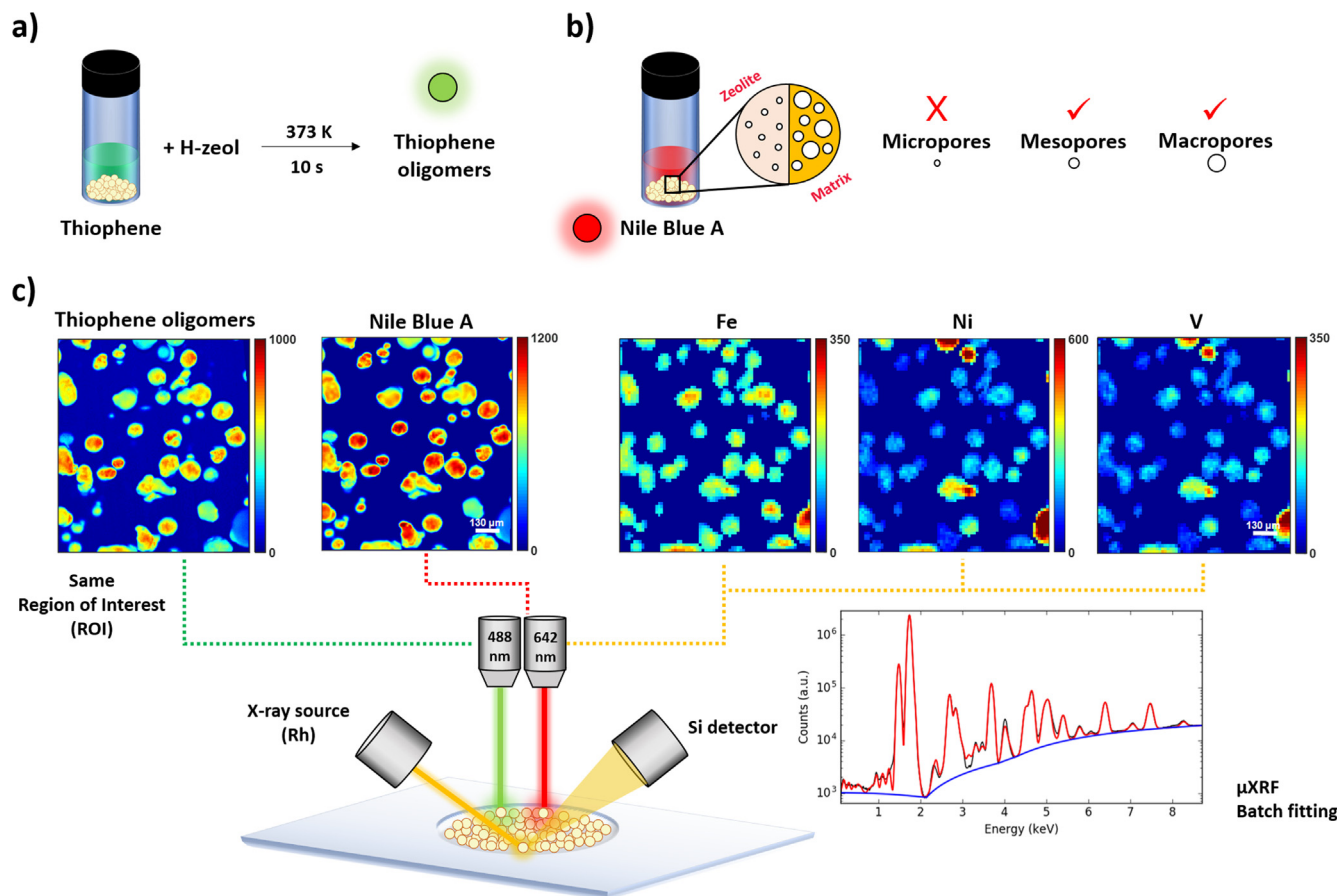 a)
+ H-zeol
373 K
10 s
Thiophene
oligomers
Thiophene
b)
Zeolite
Matrix
X
Micropores
Mesopores
Macropores
Nile Blue A
c)
Thiophene oligomers
1000
0
Nile Blue A
1200
0
130 µm
Fe
350
0
Ni
600
0
V
350
0
130 µm
Same
Region of Interest
(ROI)
488
nm
642
nm
X-ray source
(Rh)
Si detector
Counts (a.u.)
10⁶
10⁵
10⁴
10³
1 2 3 4 5 6 7 8
Energy (keV)
µXRF
Batch fitting